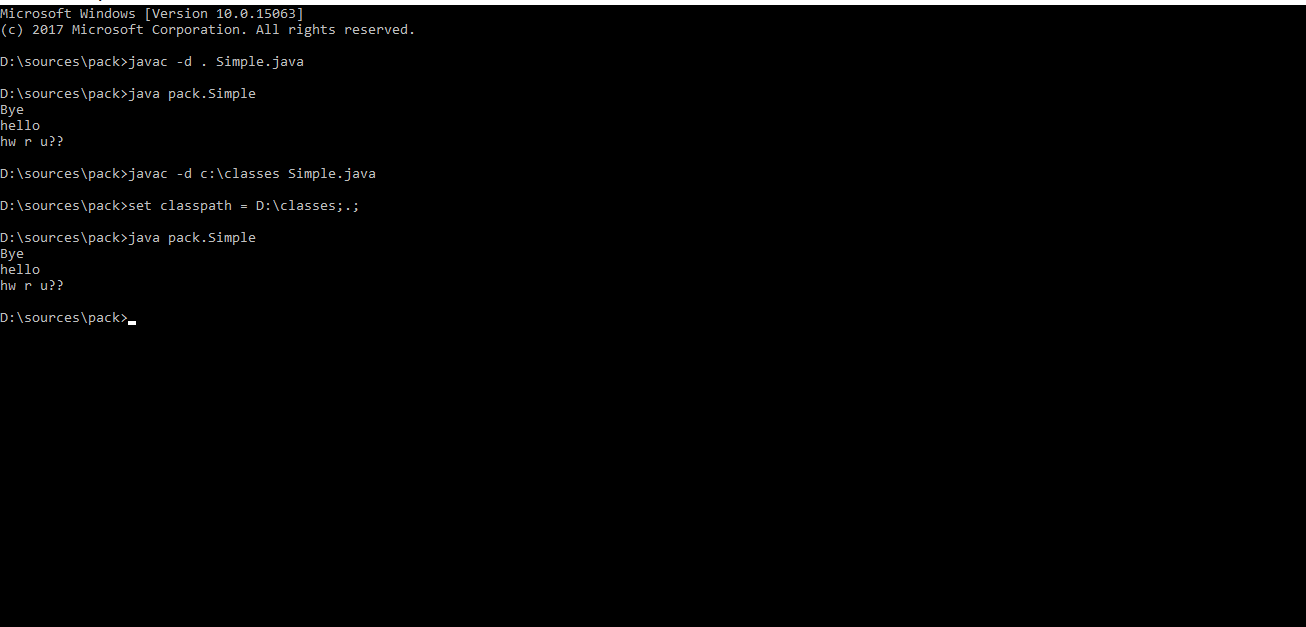 Microsoft Windows [Version 10.0.15063]
(c) 2017 Microsoft Corporation. All rights reserved.
D:\sources\pack>javac -d . Simple.java
D:\sources\pack>java pack.Simple
Bye
hello
hw r u??
D:\sources\pack>javac -d c:\classes Simple.java
D:\sources\pack>set classpath = D:\classes;.;
D:\sources\pack>java pack.Simple
Bye
hello
hw r u??
D:\sources\pack>